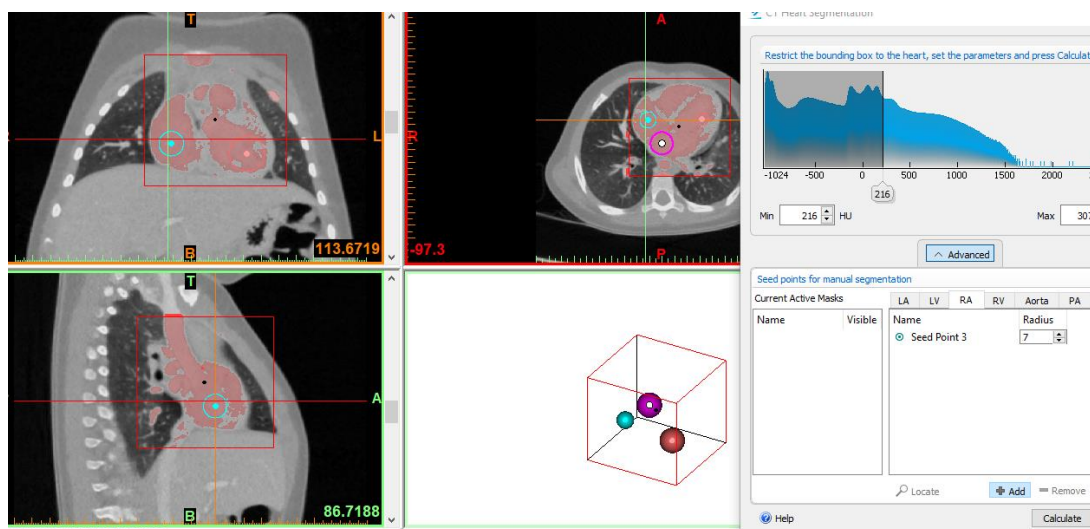 T
L
B
113.6719
A
R
P
-97.3
T
A
B
86.7188
CT Heart Segmentation
Restrict the bounding box to the heart, set the parameters and press Calcula
-1024 -500 0 500 1000 1500 2000
216
Min 216 HU Max 307
Advanced
Seed points for manual segmentation
Current Active Masks
Name Visible
LA LV RA RV Aorta PA
Name Radius
Seed Point 3 7
Locate Add Remove
Help Calculate